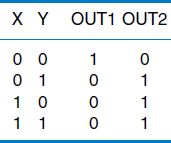 X Y OUT1 OUT2
0 0 1 0
0 1 0 1
1 0 0 1
1 1 0 1